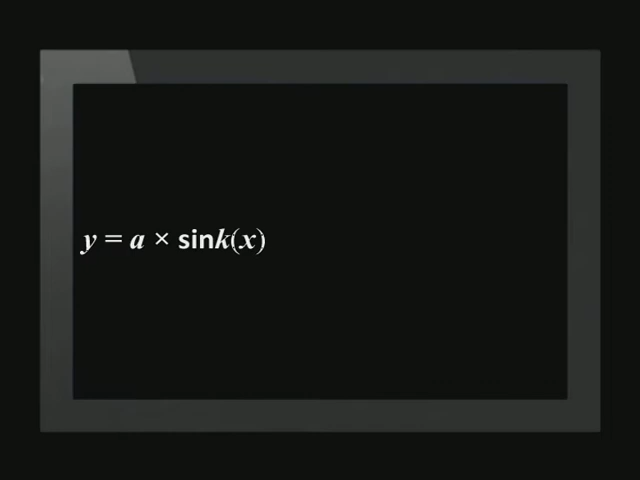 y = a × sink(x)